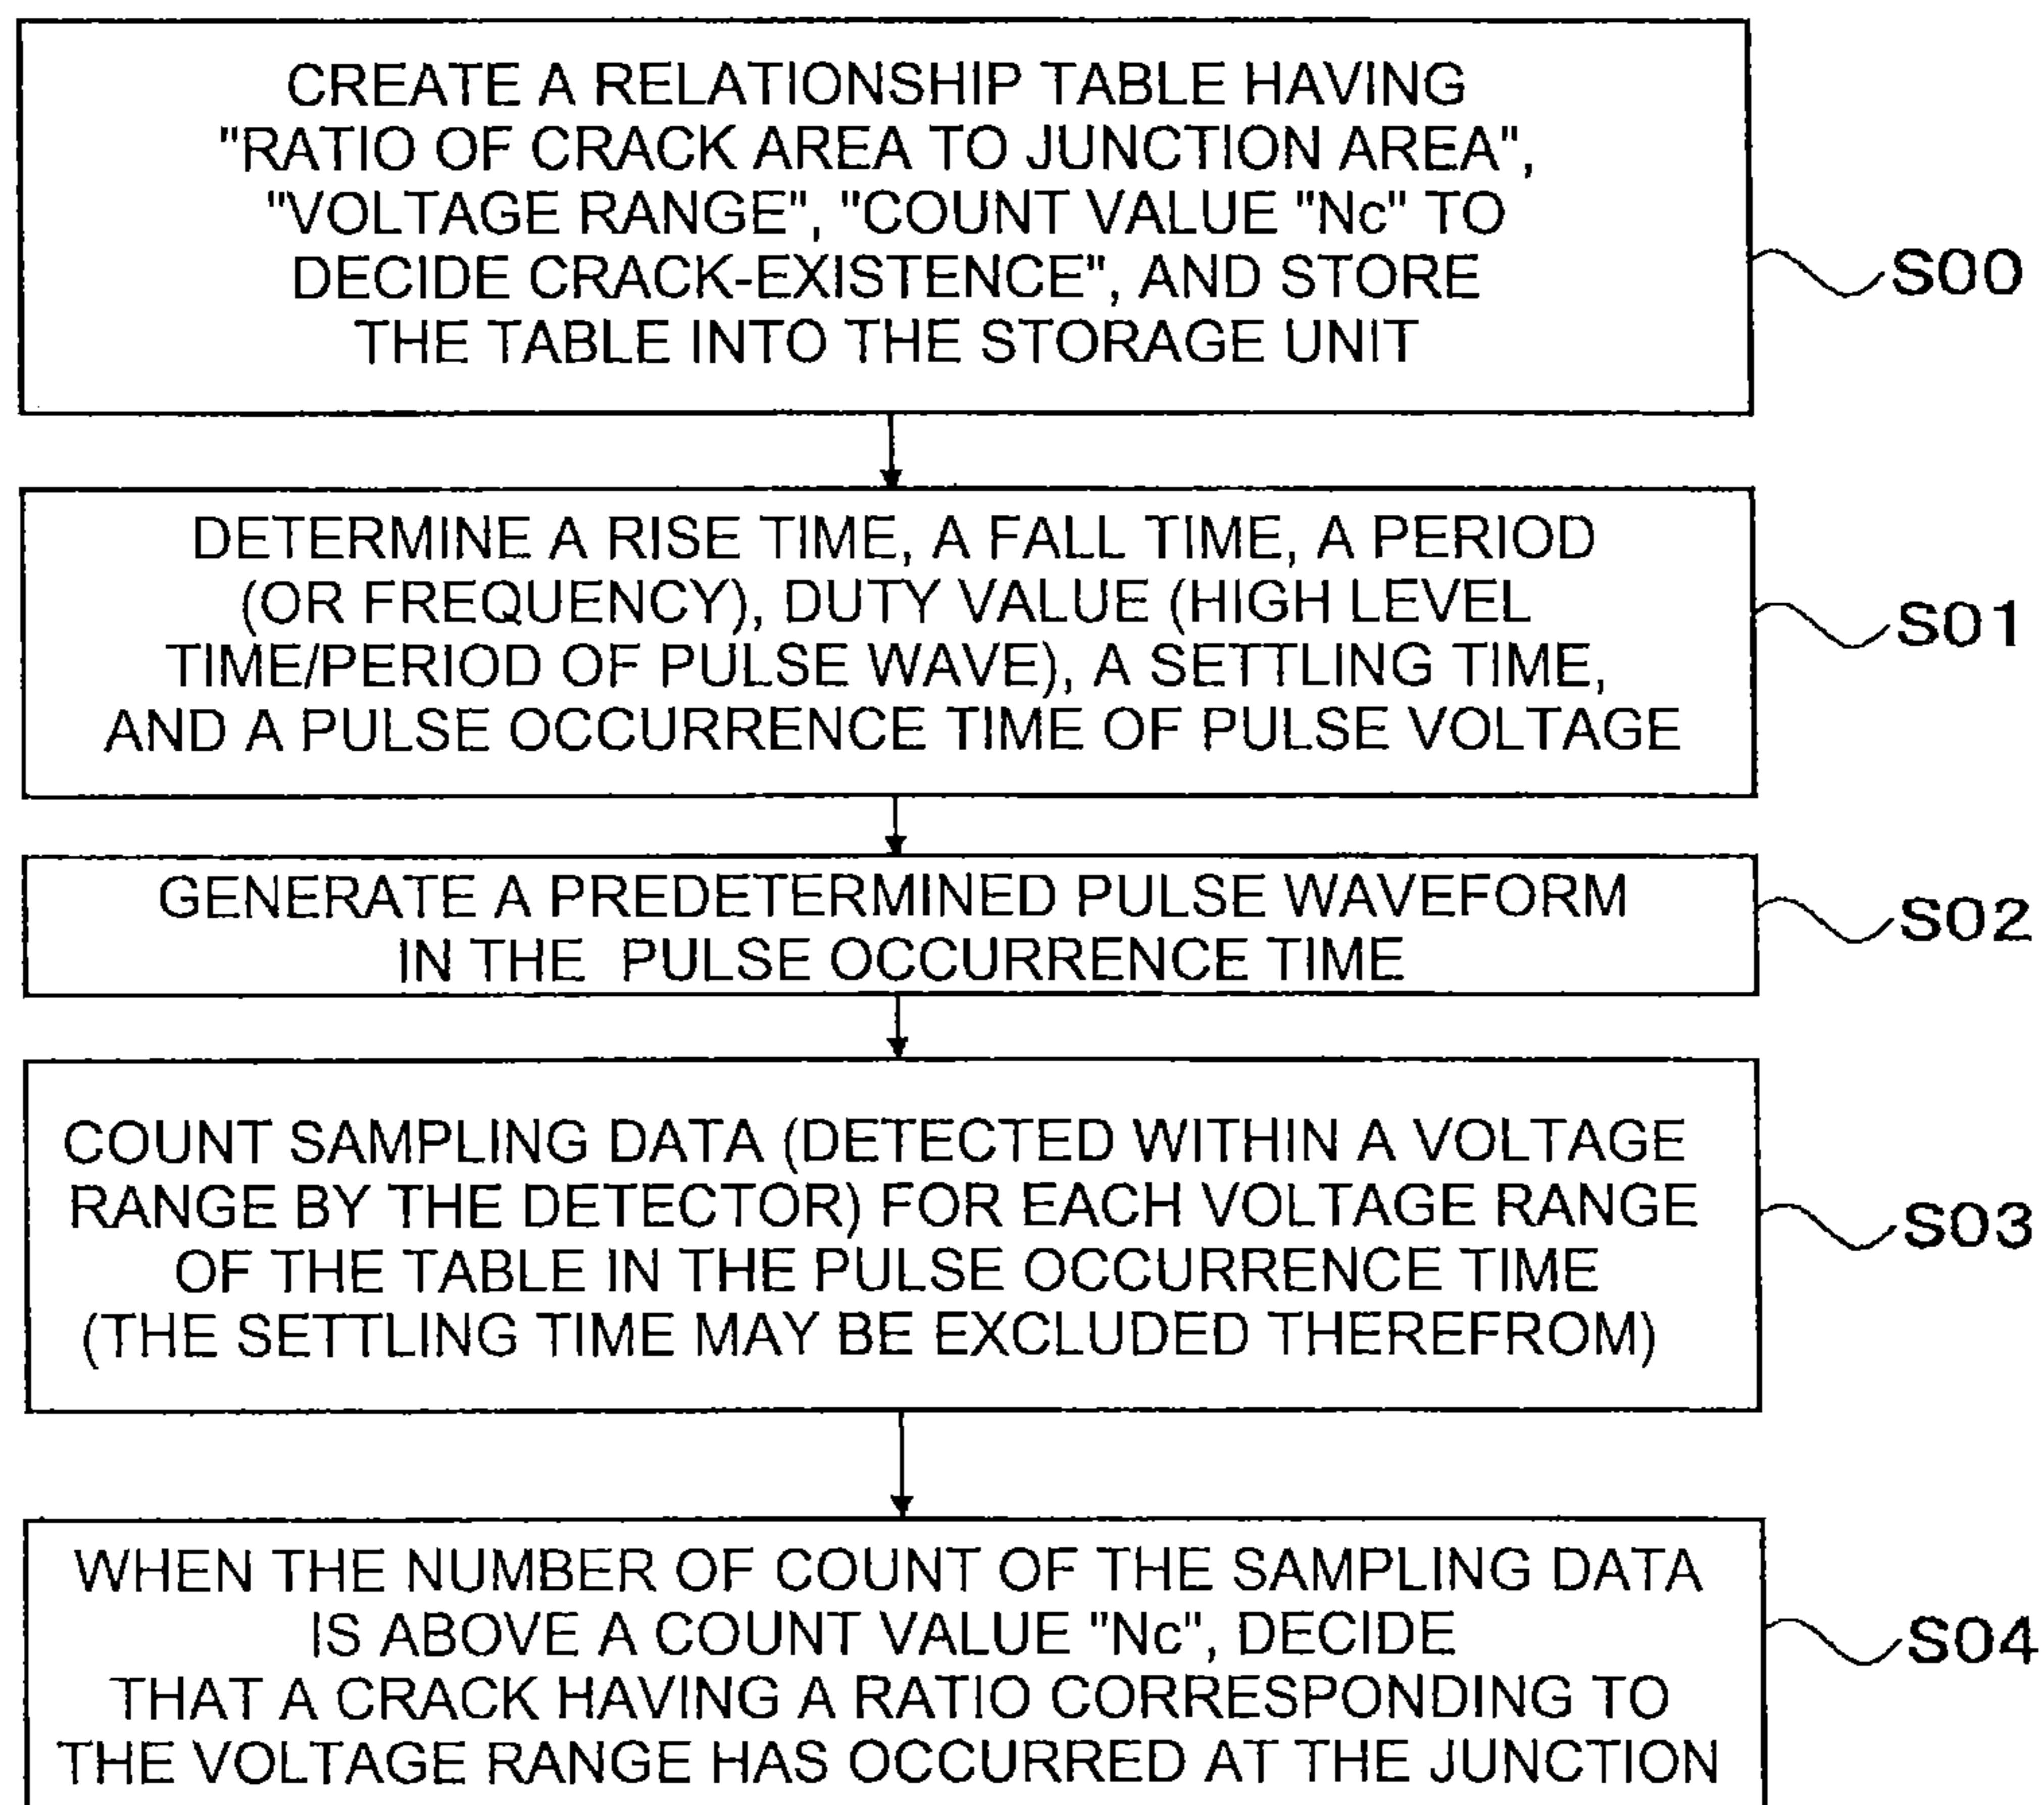 CREATE A RELATIONSHIP TABLE HAVING
"RATIO OF CRACK AREA TO JUNCTION AREA",
"VOLTAGE RANGE", "COUNT VALUE "Nc" TO
DECIDE CRACK-EXISTENCE", AND STORE
THE TABLE INTO THE STORAGE UNIT
S00
DETERMINE A RISE TIME, A FALL TIME, A PERIOD
(OR FREQUENCY), DUTY VALUE (HIGH LEVEL
TIME/PERIOD OF PULSE WAVE), A SETTLING TIME,
AND A PULSE OCCURRENCE TIME OF PULSE VOLTAGE
S01
GENERATE A PREDETERMINED PULSE WAVEFORM
IN THE PULSE OCCURRENCE TIME
S02
COUNT SAMPLING DATA (DETECTED WITHIN A VOLTAGE
RANGE BY THE DETECTOR) FOR EACH VOLTAGE RANGE
OF THE TABLE IN THE PULSE OCCURRENCE TIME
(THE SETTLING TIME MAY BE EXCLUDED THEREFROM)
S03
WHEN THE NUMBER OF COUNT OF THE SAMPLING DATA
IS ABOVE A COUNT VALUE "Nc", DECIDE
THAT A CRACK HAVING A RATIO CORRESPONDING TO
THE VOLTAGE RANGE HAS OCCURRED AT THE JUNCTION
S04